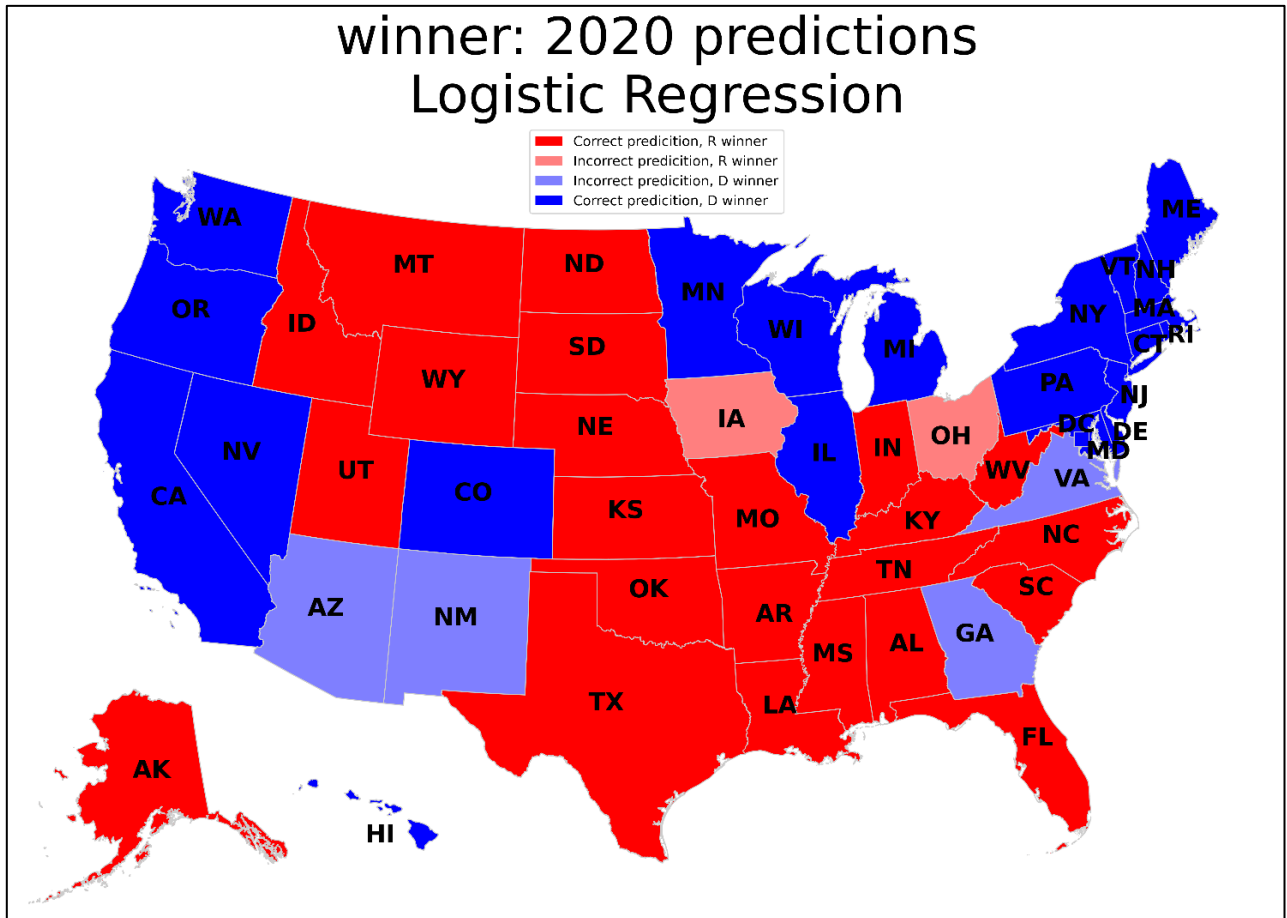 winner: 2020 predictions
Logistic Regression
Correct predicition, R winner
Incorrect predicition, R winner
Incorrect predicition, D winner
Correct predicition, D winner
ME
WA
VT NH
MT
ND
MN
OR
MA
NY
ID
WI
RI
SD
CT
MI
WY
PA
NJ
IA
NE
DC
DE
OH
IN
NV
IL
MD
UT
WV
VA
CO
CA
KS
MO
KY
NC
TN
OK
SC
AZ
AR
NM
GA
AL
MS
TX
LA
FL
AK
HI